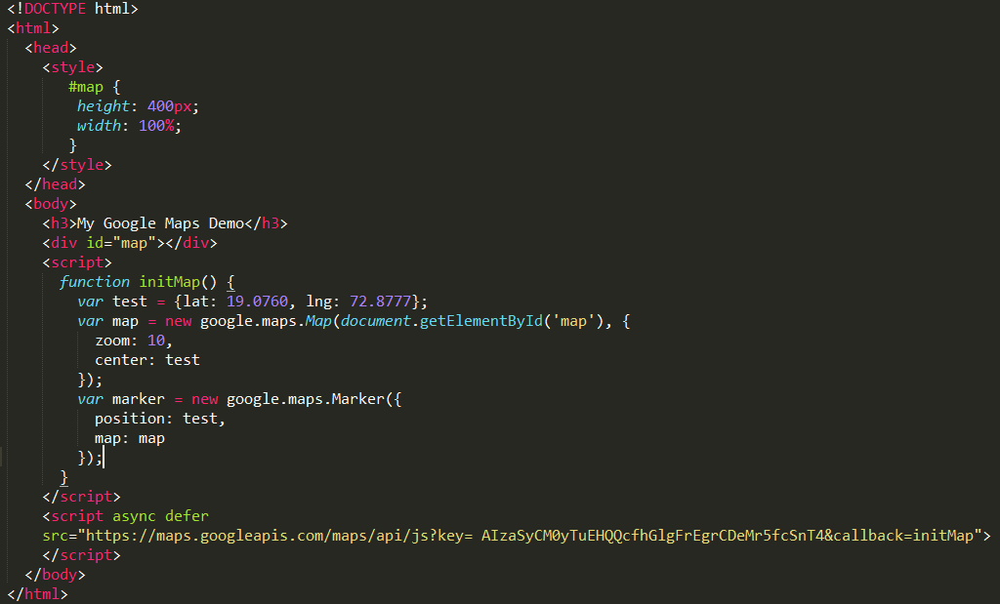 <!DOCTYPE html>
<html>
  <head>
    <style>
       #map {
        height: 400px;
        width: 100%;
       }
    </style>
  </head>
  <body>
    <h3>My Google Maps Demo</h3>
    <div id="map"></div>
    <script>
      function initMap() {
        var test = {lat: 19.0760, lng: 72.8777};
        var map = new google.maps.Map(document.getElementById('map'), {
          zoom: 10,
          center: test
        });
        var marker = new google.maps.Marker({
          position: test,
          map: map
        });
      }
    </script>
    <script async defer
    src="https://maps.googleapis.com/maps/api/js?key= AIzaSyCM0yTuEHQQcfhGlgFrEgrCDeMr5fcSnT4&callback=initMap">
    </script>
  </body>
</html>